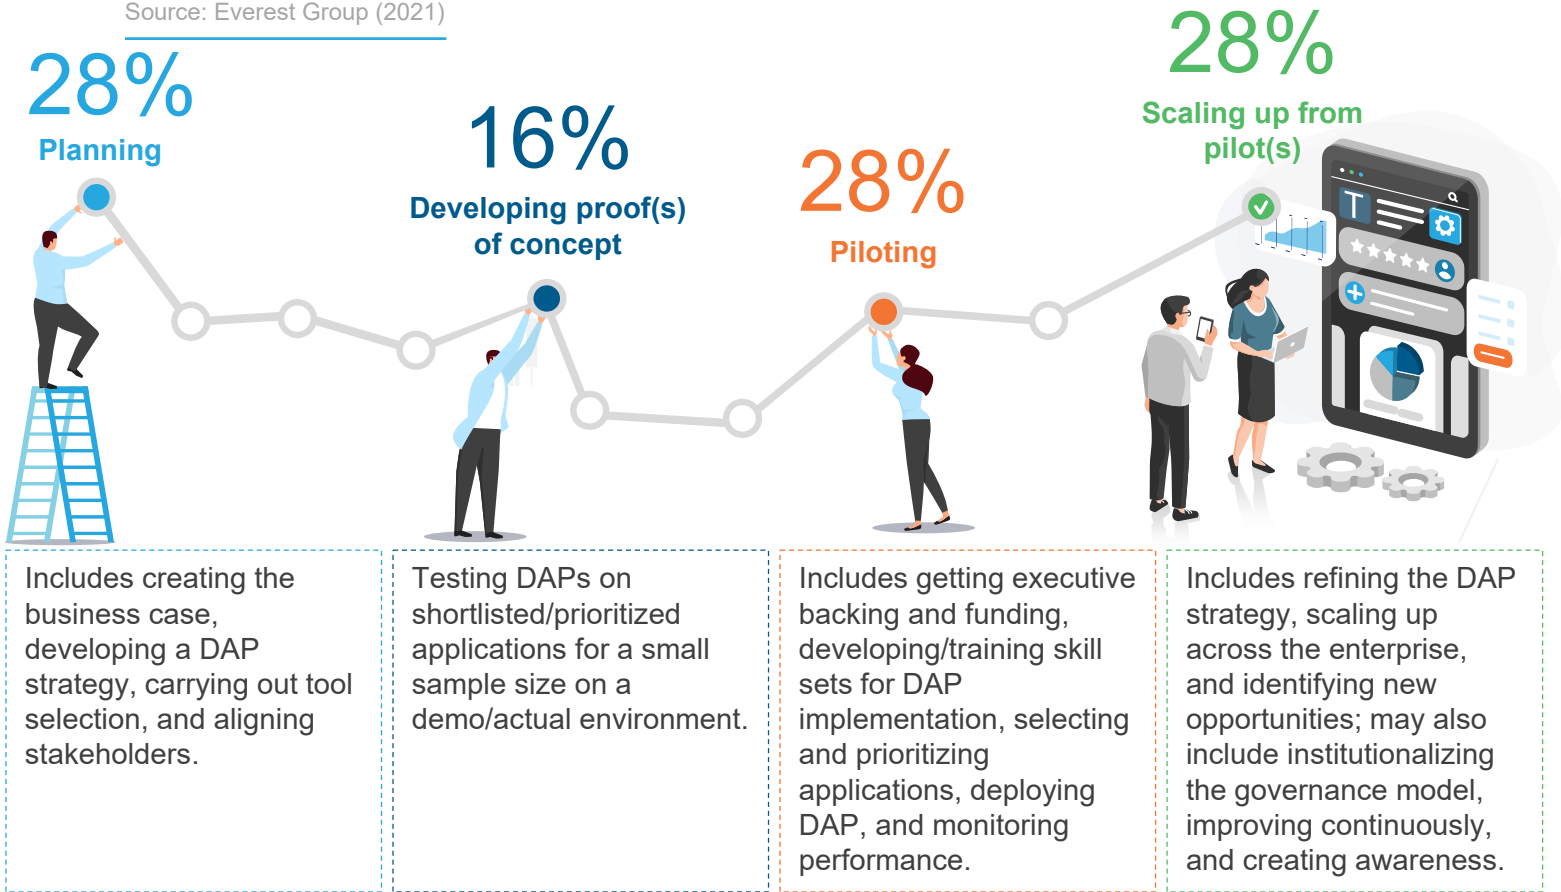 Source: Everest Group (2021)
28%
Planning
16%
Developing proof(s)
of concept
28%
Piloting
28%
Scaling up from
pilot(s)
T
Includes creating the
business case,
developing a DAP
strategy, carrying out tool
selection, and aligning
stakeholders.
Testing DAPs on
shortlisted/prioritized
applications for a small
sample size on a
demo/actual environment.
Includes getting executive
backing and funding,
developing/training skill
sets for DAP
implementation, selecting
and prioritizing
applications, deploying
DAP, and monitoring
performance.
Includes refining the DAP
strategy, scaling up
across the enterprise,
and identifying new
opportunities; may also
include institutionalizing
the governance model,
improving continuously,
and creating awareness.